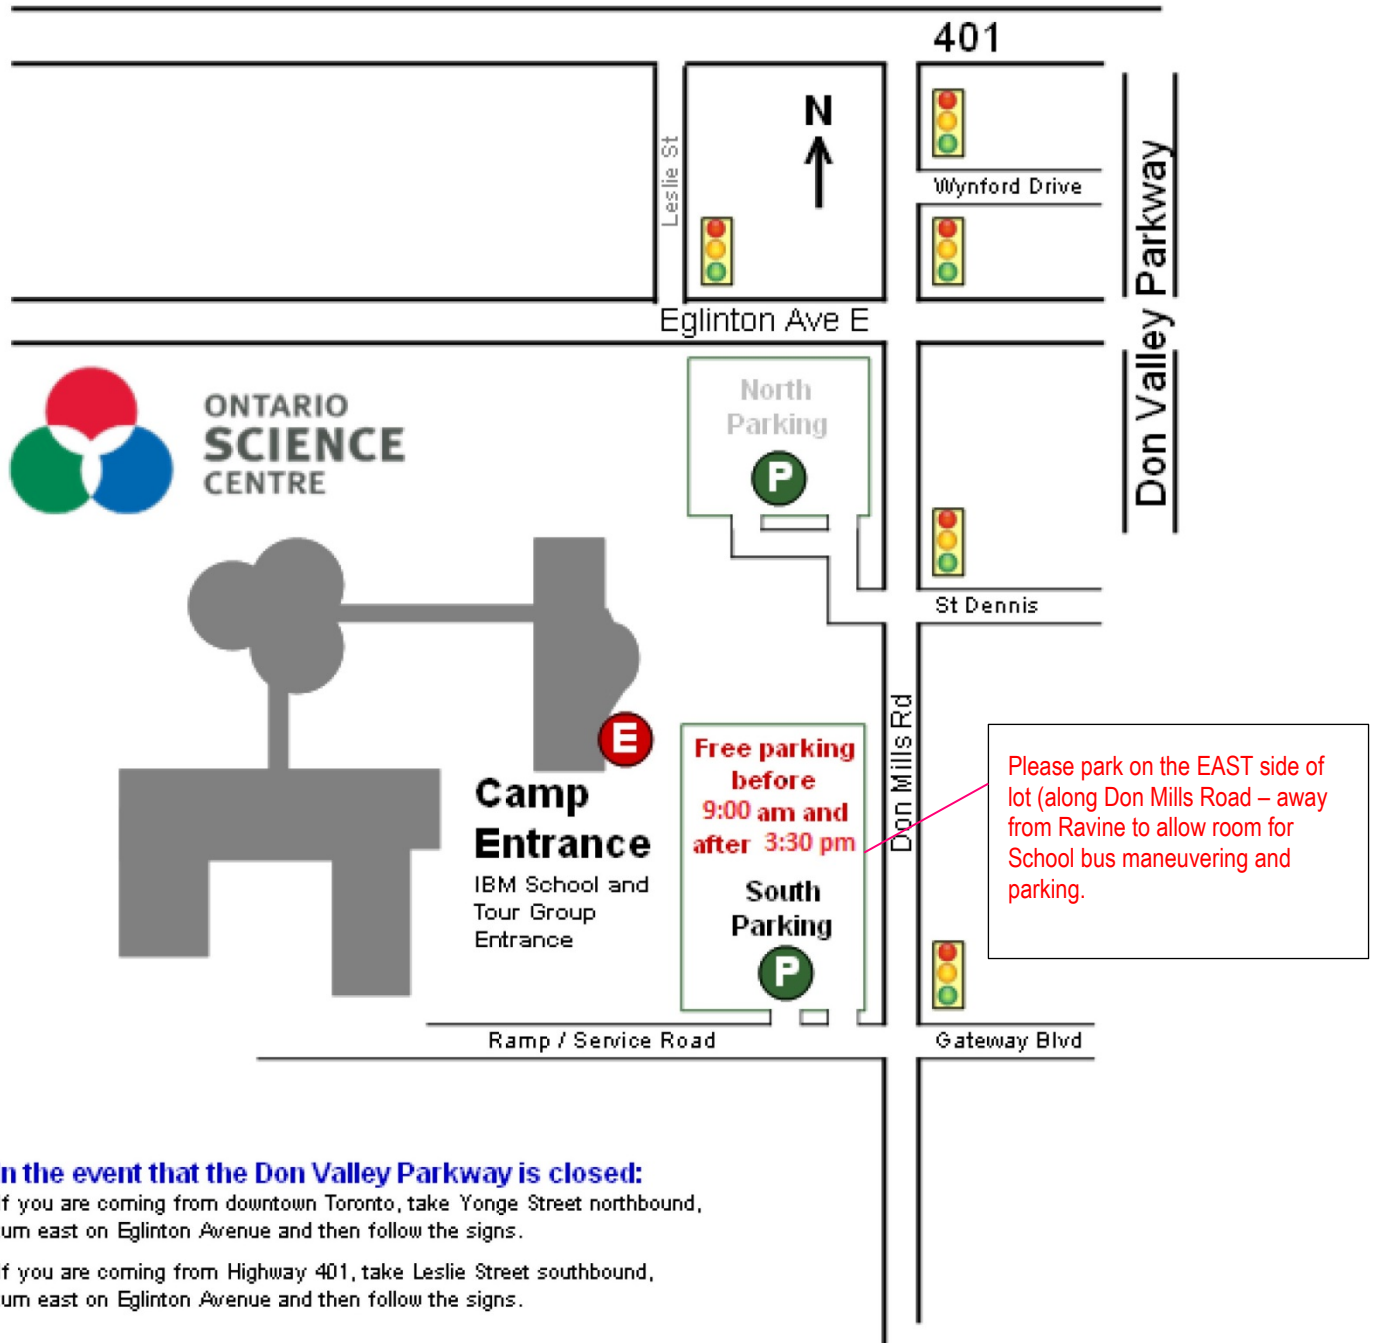 401
N
Leslie St
Wynford Drive
Don Valley Parkway
Eglinton Ave E
ONTARIO
SCIENCE
CENTRE
North
Parking
P
St Dennis
Don Mills Rd
E
Camp
Entrance
IBM School and
Tour Group
Entrance
Free parking
before
9:00 am and
after 3:30 pm
South
Parking
P
Please park on the EAST side of
lot (along Don Mills Road – away
from Ravine to allow room for
School bus maneuvering and
parking.
Ramp / Service Road
Gateway Blvd
n the event that the Don Valley Parkway is closed:
If you are coming from downtown Toronto, take Yonge Street northbound,
urn east on Eglinton Avenue and then follow the signs.
If you are coming from Highway 401, take Leslie Street southbound,
urn east on Eglinton Avenue and then follow the signs.